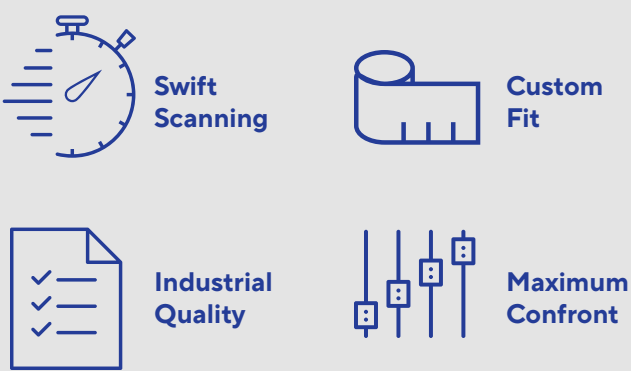 Swift
Scanning
Custom
Fit
Industrial
Quality
Maximum
Confront